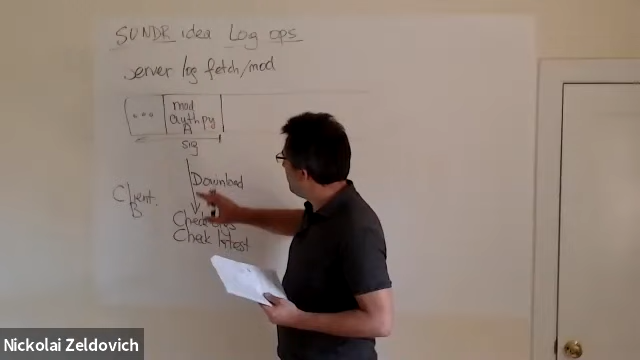 SUNDR idea Log ops
Server log fetch/mod
... mod
auth.py
A
sig
Download
Client
B
Check sigs
Check latest
Nickolai Zeldovich